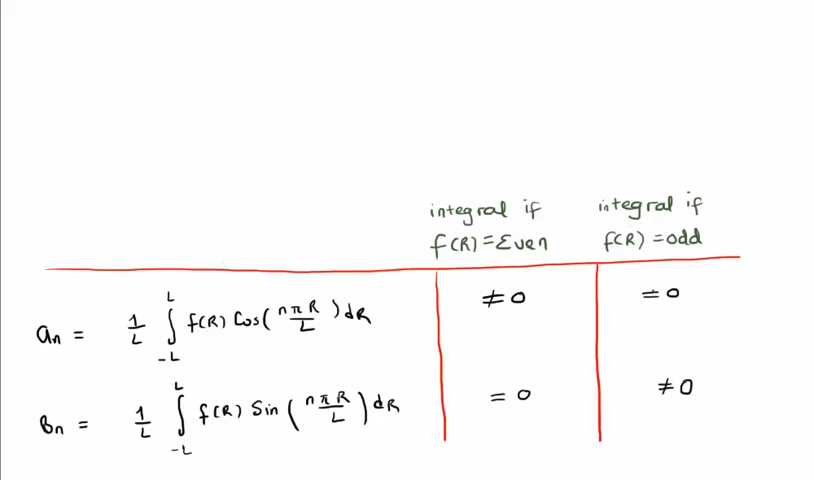 integral if integral if
f(R) = Even f(R) = odd
aₙ = 1/L ∫_{-L}^{L} f(R) Cos(nπR/L) dR ≠ 0 = 0
Bₙ = 1/L ∫_{-L}^{L} f(R) Sin (nπR/L) dR = 0 ≠ 0